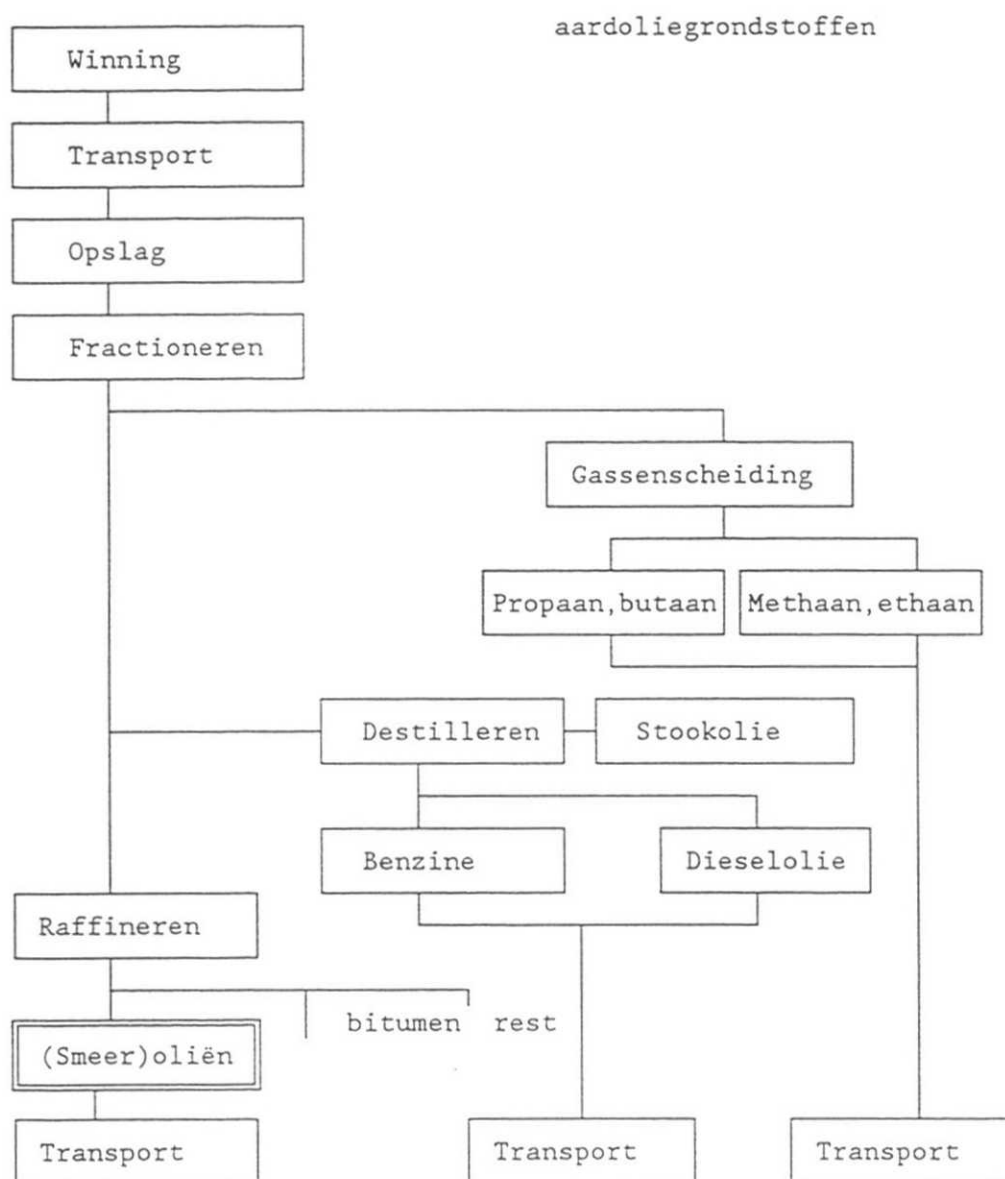 aardoliegrondstoffen
Winning
Transport
Opslag
Fractioneren
Gassenscheiding
Propaan,butaan
Methaan,ethaan
Destilleren
Stookolie
Benzine
Dieselolie
Raffineren
bitumen
rest
(Smeer)oliën
Transport
Transport
Transport